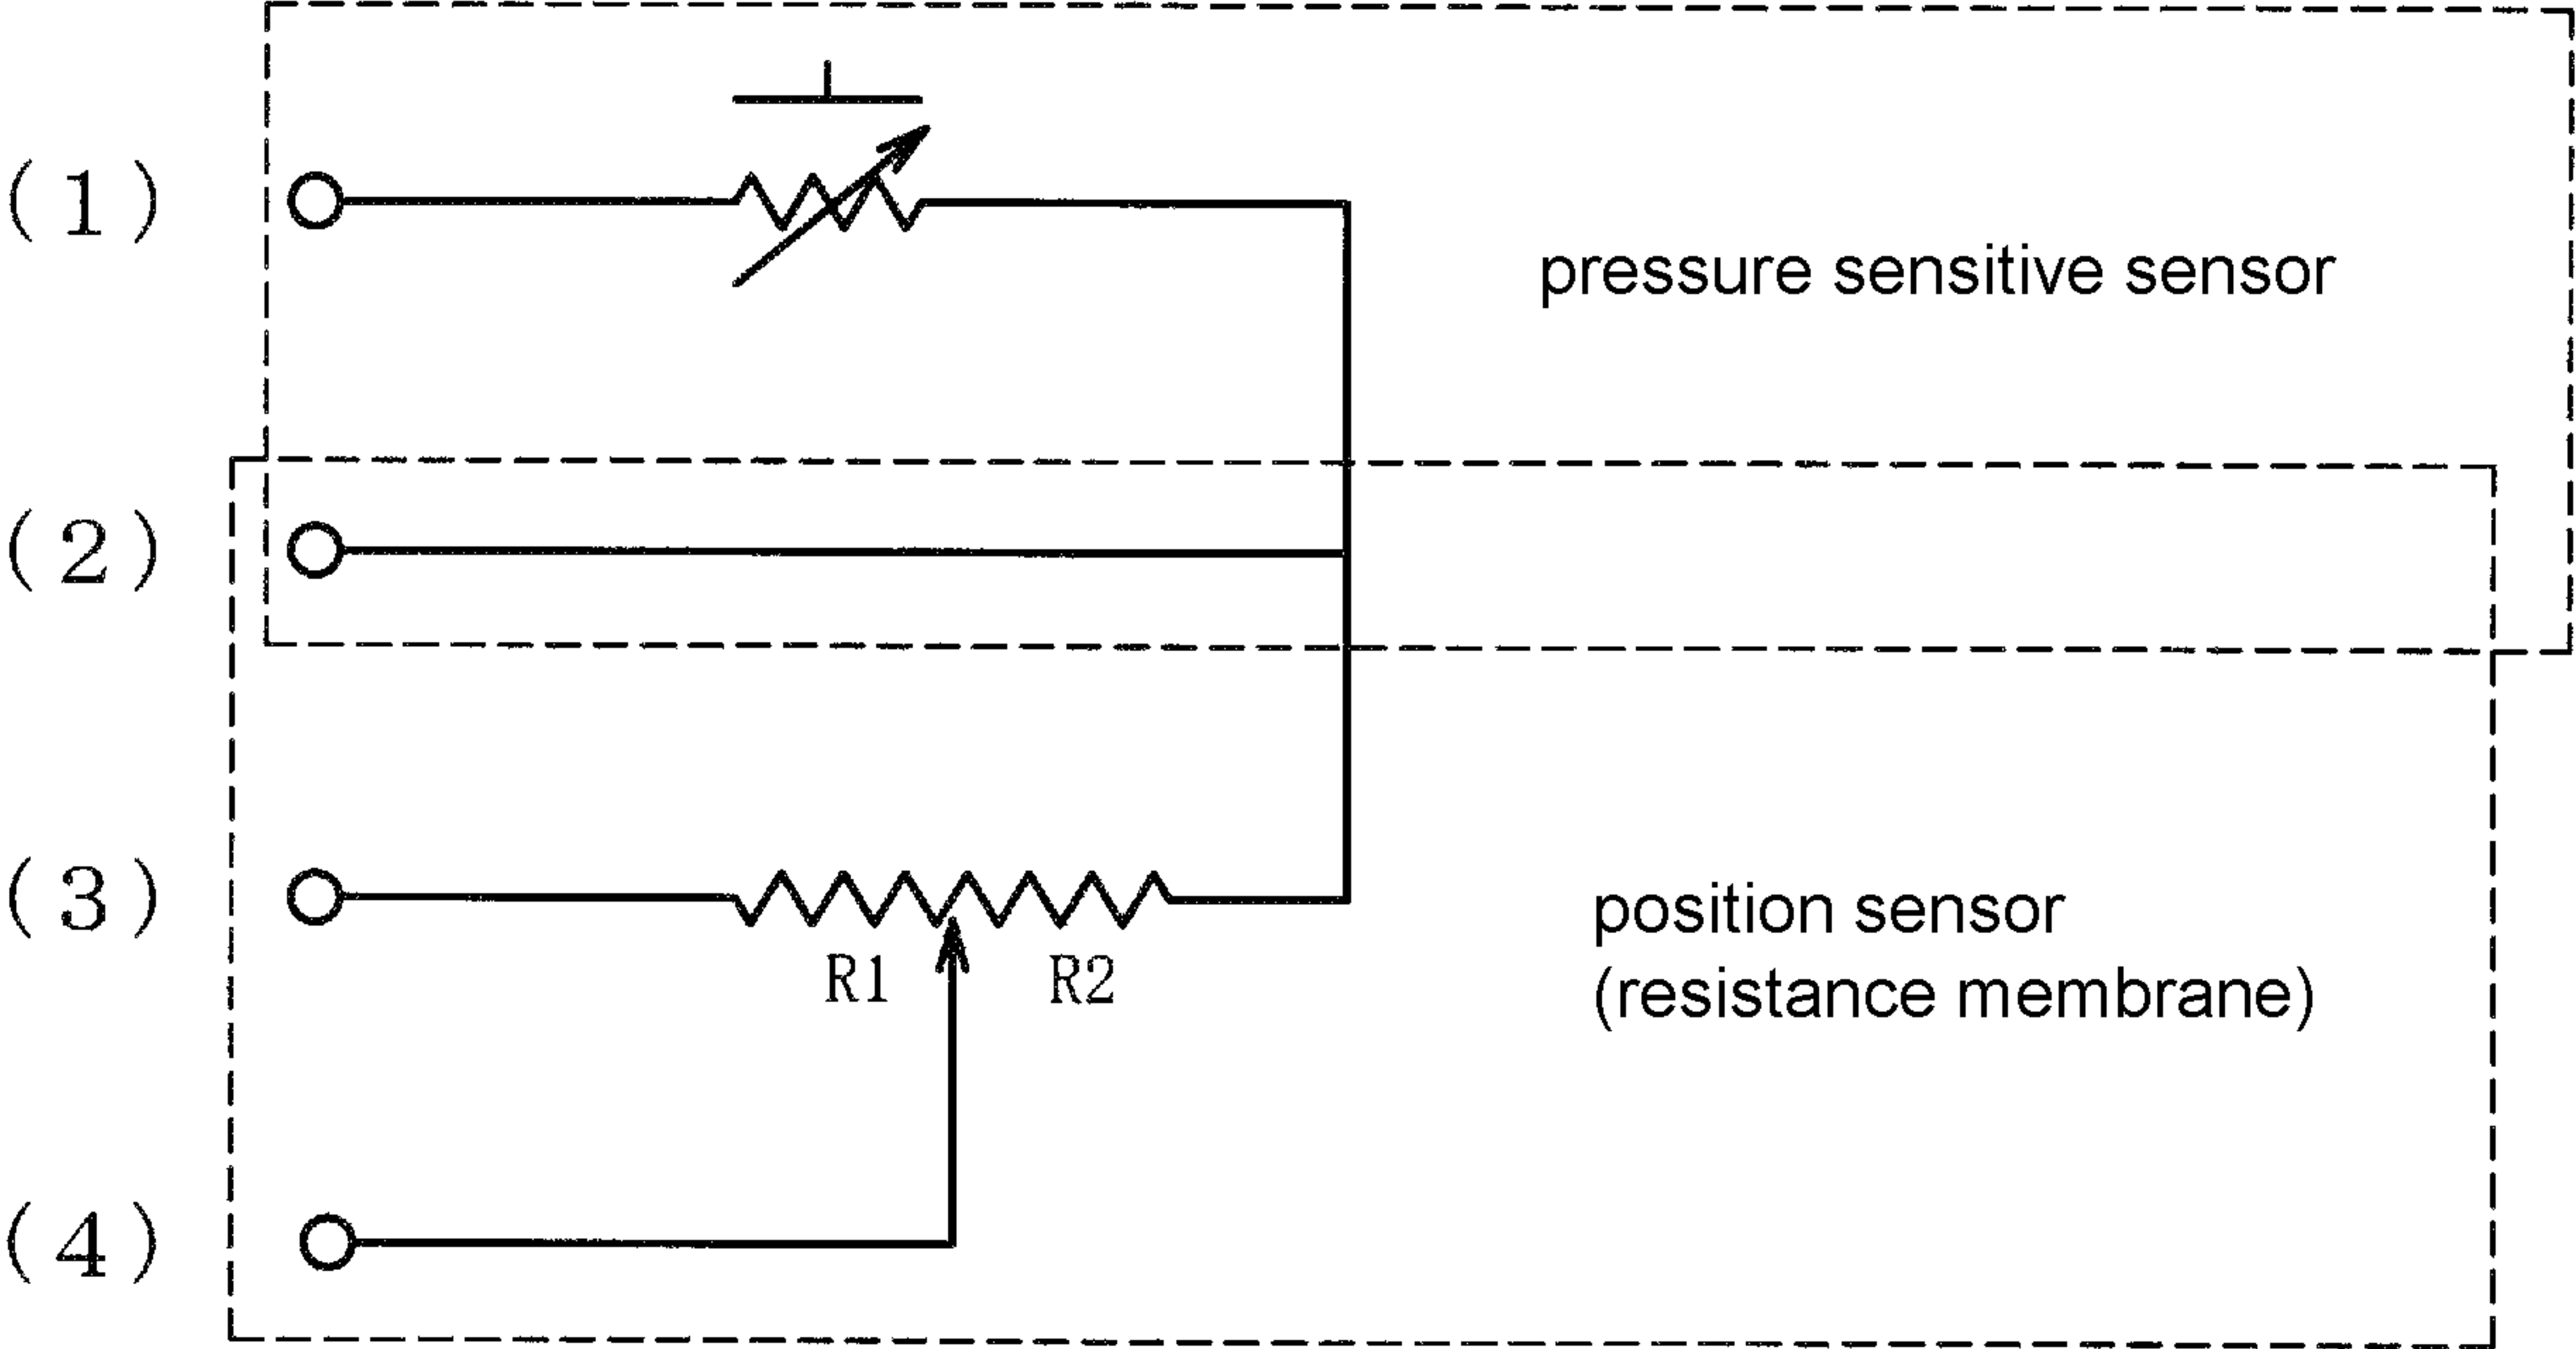 (1)
pressure sensitive sensor
(2)
(3)
position sensor
(resistance membrane)
R1 R2
(4)